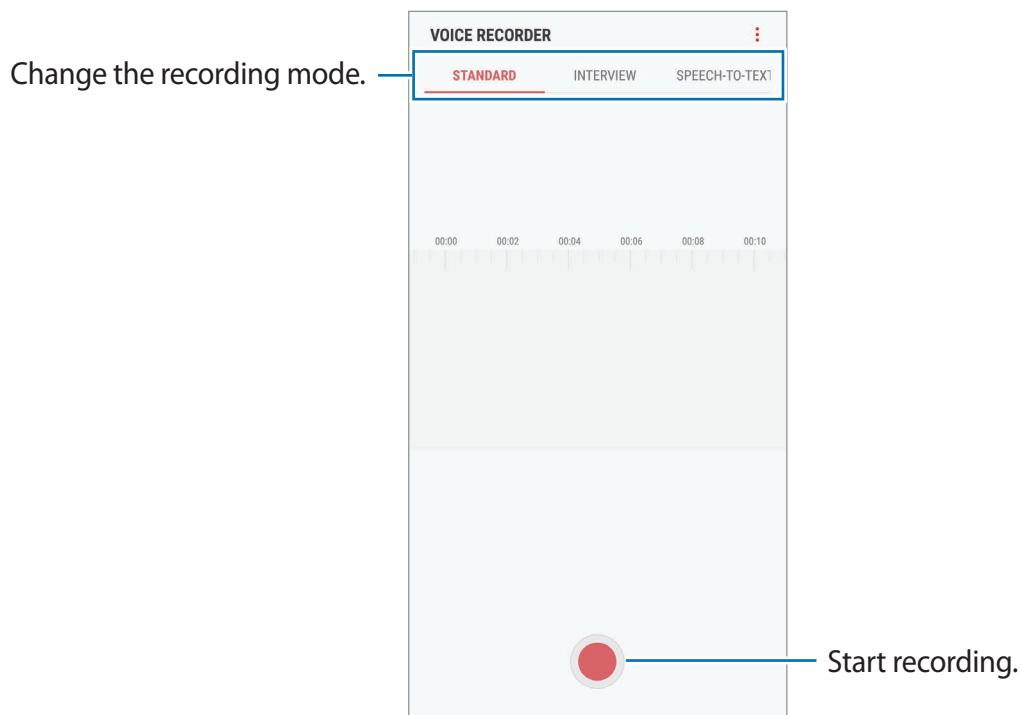 VOICE RECORDER
Change the recording mode.
STANDARD INTERVIEW SPEECH-TO-TEXT
00:00 00:02 00:04 00:06 00:08 00:10
Start recording.